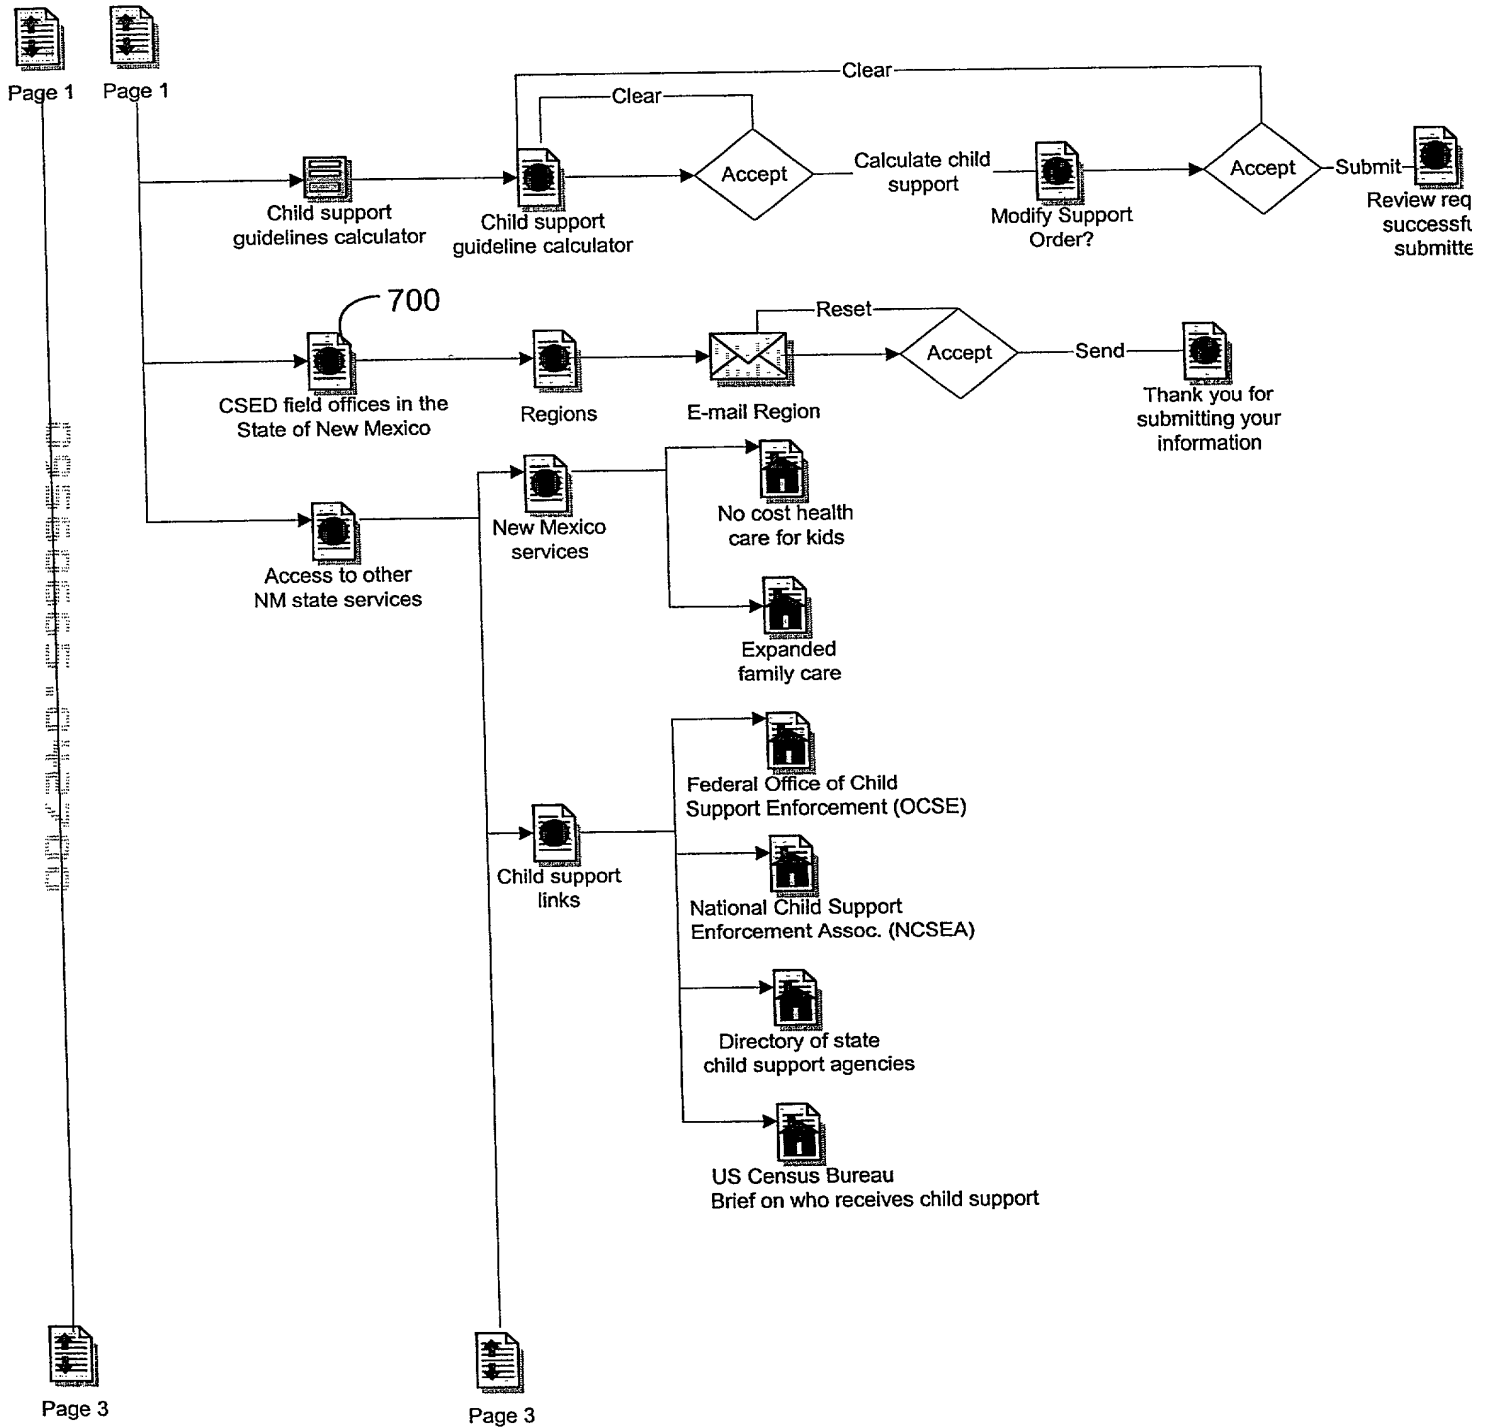 Page 1
Page 1
Clear
Clear
Accept
Calculate child
support
Accept
Submit
Child support
guidelines calculator
Child support
guideline calculator
Modify Support
Order?
Review req
successfu
submitte
700
Reset
Accept
Send
CSED field offices in the
State of New Mexico
Regions
E-mail Region
Thank you for
submitting your
information
New Mexico
services
No cost health
care for kids
Access to other
NM state services
Expanded
family care
Federal Office of Child
Support Enforcement (OCSE)
Child support
links
National Child Support
Enforcement Assoc. (NCSEA)
Directory of state
child support agencies
US Census Bureau
Brief on who receives child support
Page 3
Page 3